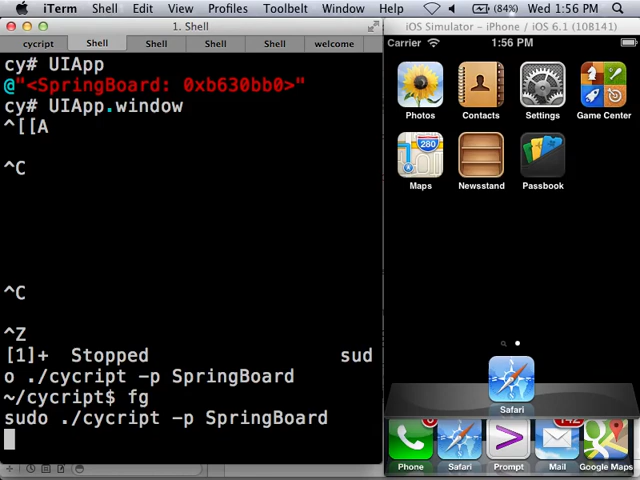 iTerm Shell Edit View Profiles Toolbelt Window Help (84%) Wed 1:56 PM
1. Shell
cycript Shell Shell Shell Shell welcome
cy# UIApp
@"<SpringBoard: 0xb630bb0>"
cy# UIApp.window
^[[A
^C
^C
^Z
[1]+ Stopped sud
o ./cycript -p SpringBoard
~/cycript$ fg
sudo ./cycript -p SpringBoard
iOS Simulator - iPhone / iOS 6.1 (10B141)
Carrier 1:56 PM
Photos Contacts Settings Game Center
280
Maps Newsstand Passbook
Safari
142
Phone Safari Prompt Mail Google Maps